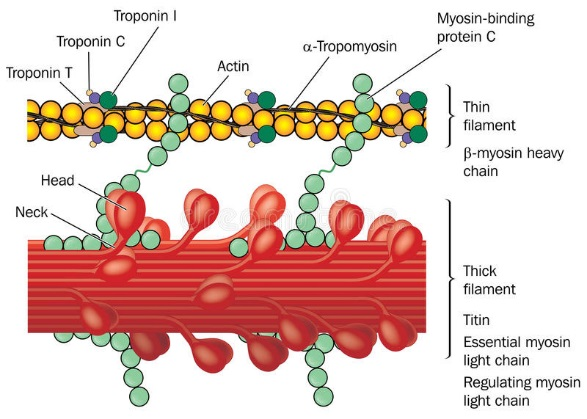 Troponin I
Troponin C
Troponin T
Actin
α-Tropomyosin
Myosin-binding
protein C
Thin
filament
β-myosin heavy
chain
Head
Neck
Thick
filament
Titin
Essential myosin
light chain
Regulating myosin
light chain
dreamstime